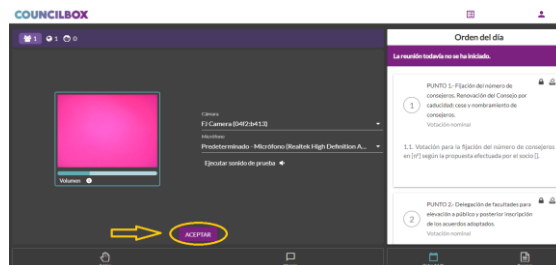 COUNCILBOX
1 1 0
Cámara
FJ Camera (04f2:b413)
Micrófono
Predeterminado - Micrófono (Realtek High Definition A...
Ejecutar sonido de prueba
Volumen
ACEPTAR
Orden del día
La reunión todavía no se ha iniciado.
1
PUNTO 1.- Fijación del número de
consejeros. Renovación del Consejo por
caducidad: cese y nombramiento de
consejeros.
Votación nominal
1.1. Votación para la fijación del número de consejeros
en [nº] según la propuesta efectuada por el socio [].
2
PUNTO 2.- Delegación de facultades para
elevación a público y posterior inscripción
de los acuerdos adoptados.
Votación nominal